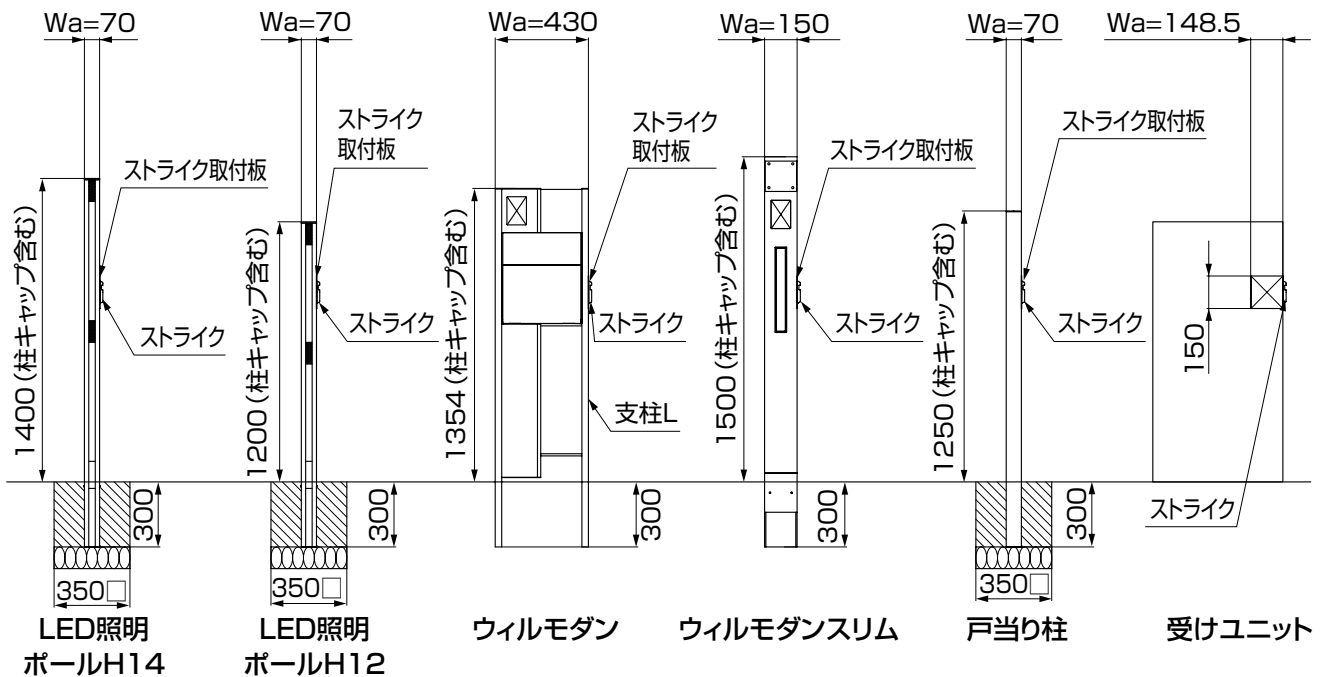 Wa=70
Wa=70
Wa=430
Wa=150
Wa=70
Wa=148.5
ストライク取付板
ストライク
1400(柱キャップ含む)
300
350□
LED照明
ポールH14
ストライク
取付板
ストライク
1200(柱キャップ含む)
300
350□
LED照明
ポールH12
ストライク
取付板
ストライク
支柱L
1354(柱キャップ含む)
300
ウィルモダン
ストライク取付板
ストライク
1500(柱キャップ含む)
300
ウィルモダンスリム
ストライク取付板
ストライク
1250(柱キャップ含む)
300
350□
戸当り柱
150
ストライク
受けユニット